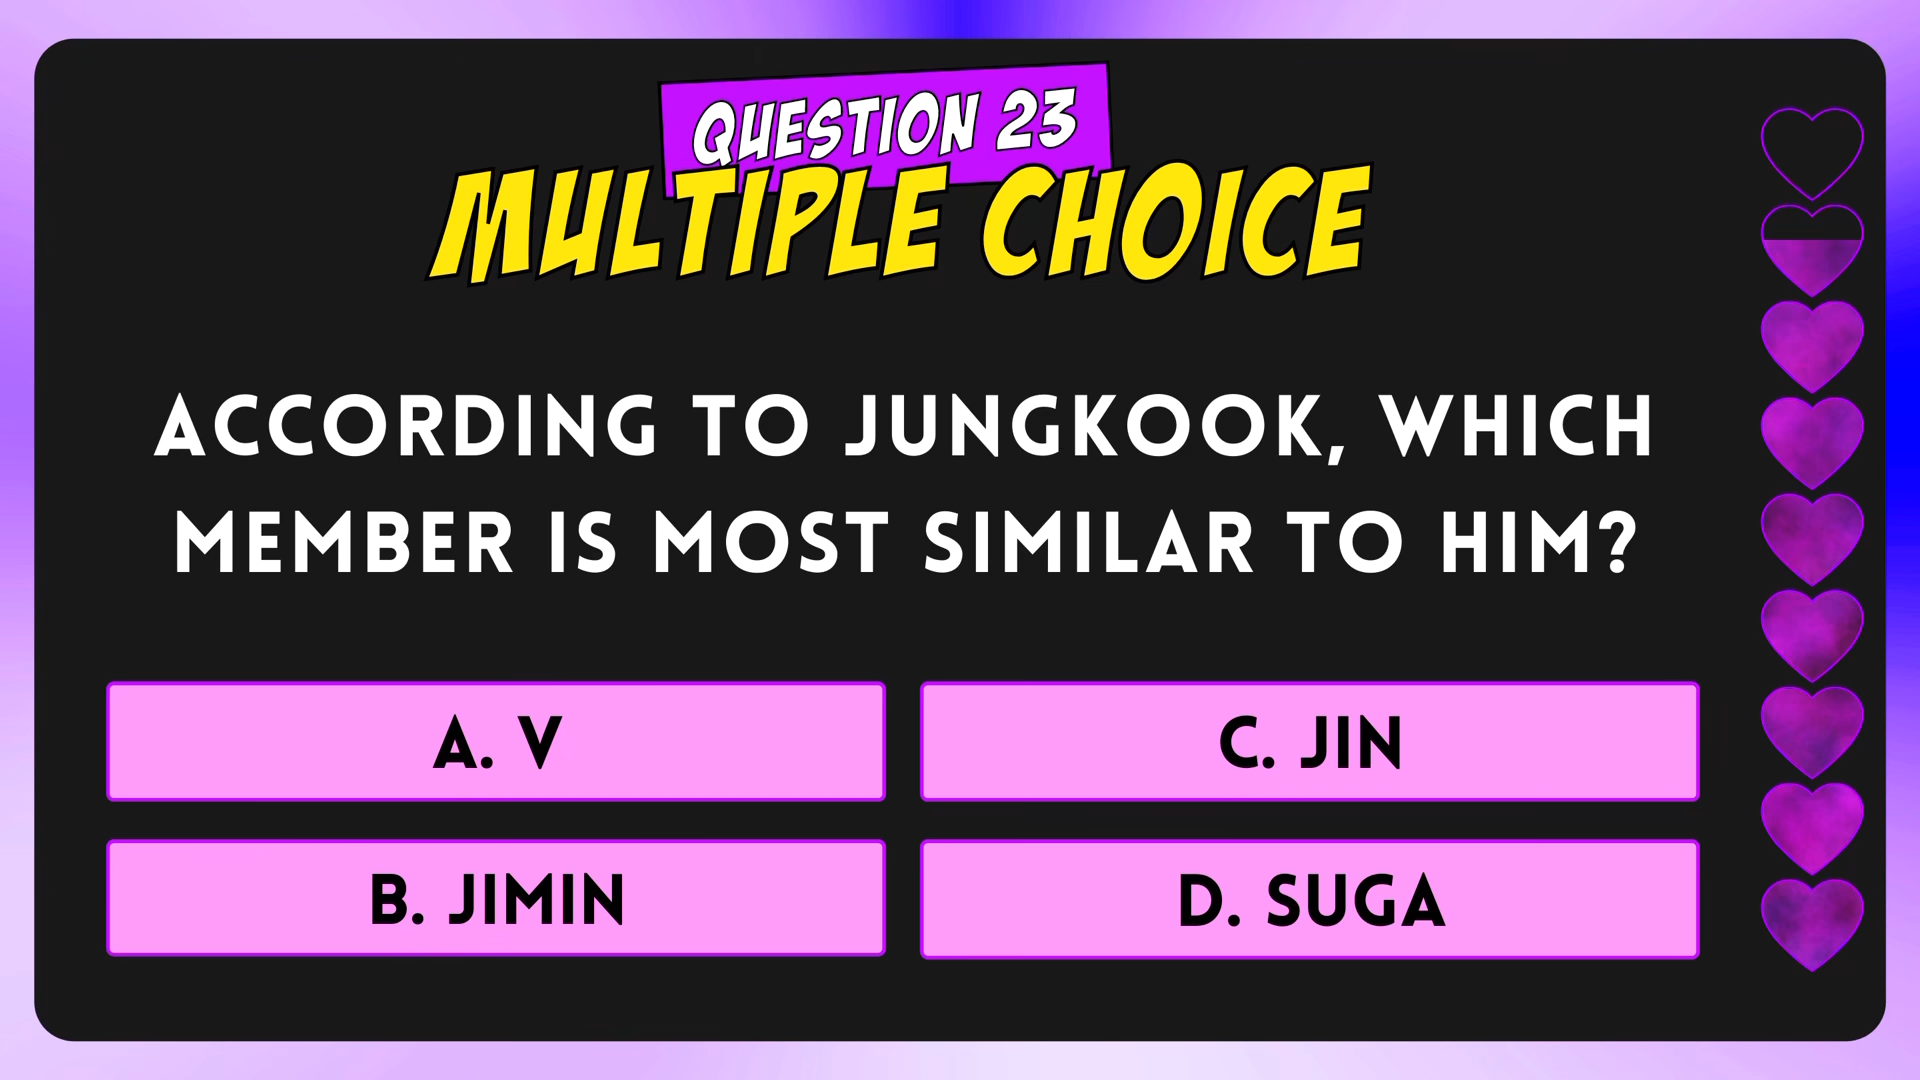 QUESTION 23
MULTIPLE CHOICE
ACCORDING TO JUNGKOOK, WHICH
MEMBER IS MOST SIMILAR TO HIM?
A. V
C. JIN
B. JIMIN
D. SUGA